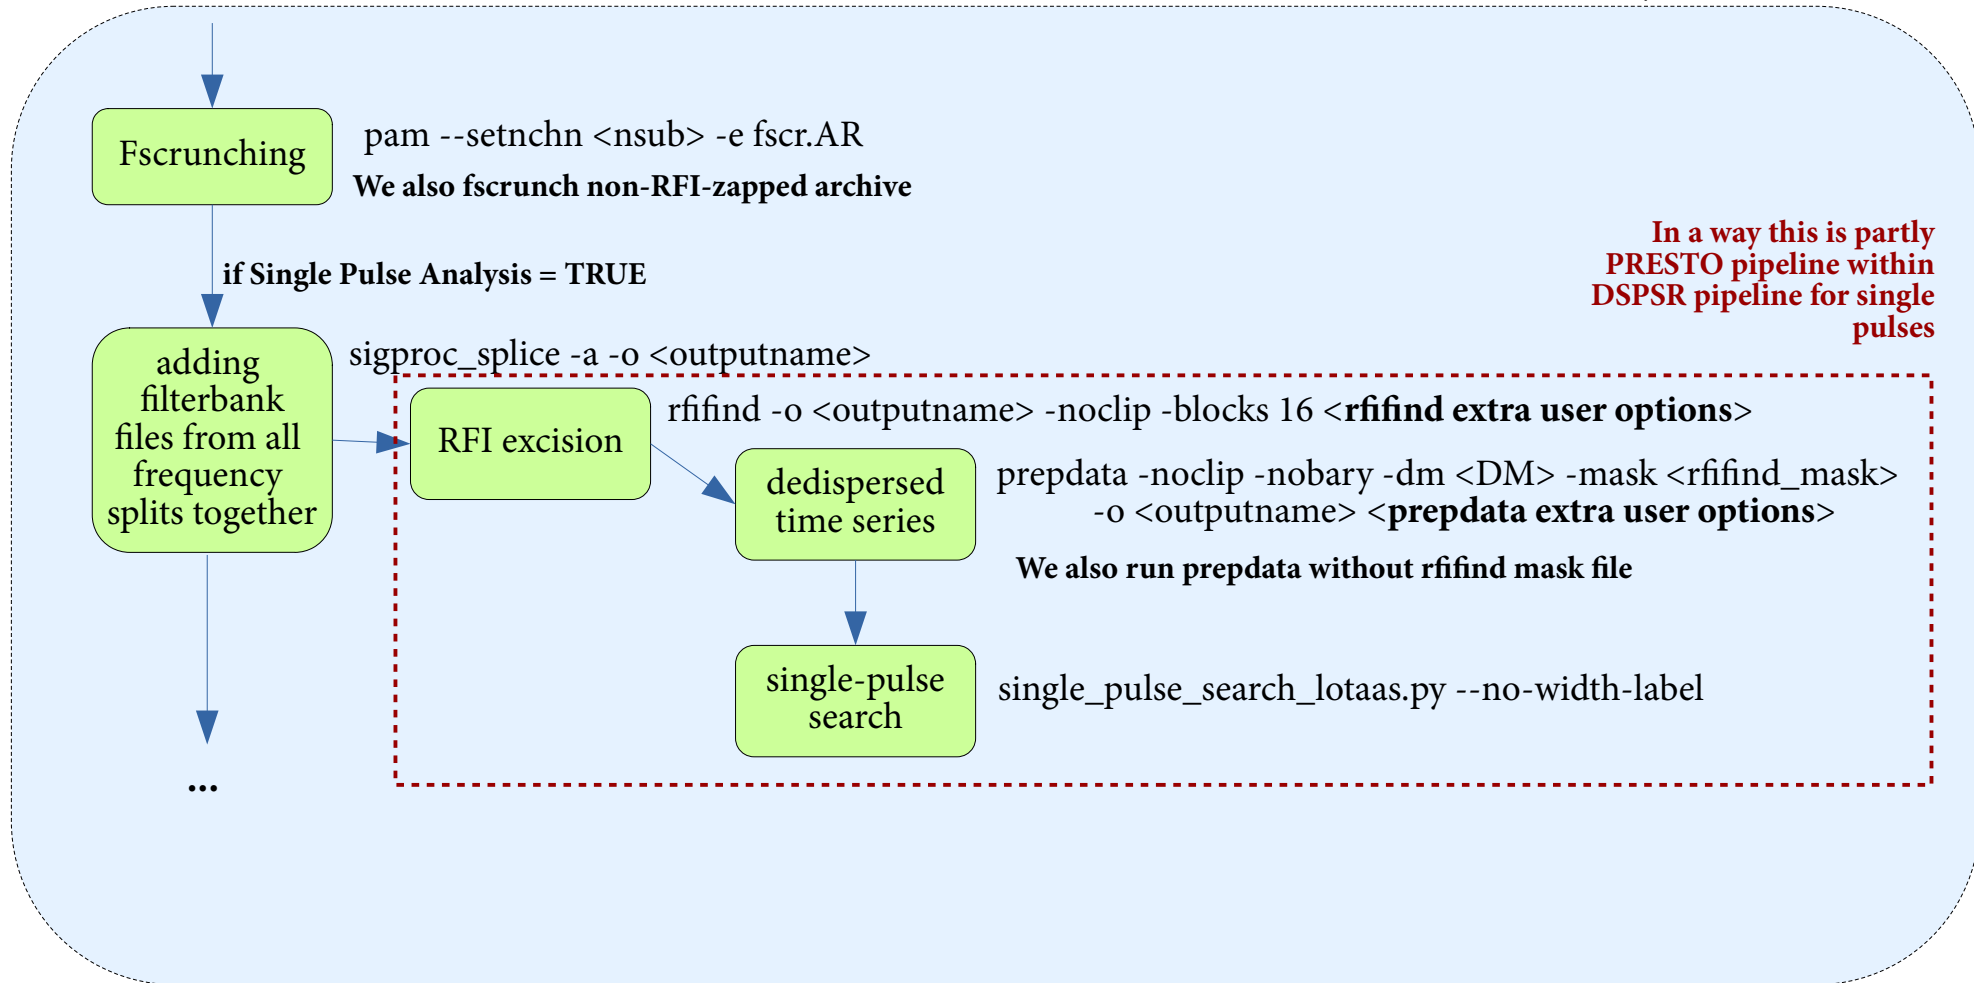 Fscrunching
pam --setnchn <nsub> -e fscr.AR
We also fscrunch non-RFI-zapped archive
if Single Pulse Analysis = TRUE
In a way this is partly
PRESTO pipeline within
DSPSR pipeline for single
pulses
adding
filterbank
files from all
frequency
splits together
sigproc_splice -a -o <outputname>
RFI excision
rfifind -o <outputname> -noclip -blocks 16 <rfifind extra user options>
dedispersed
time series
prepdata -noclip -nobary -dm <DM> -mask <rfifind_mask>
-o <outputname> <prepdata extra user options>
We also run prepdata without rfifind mask file
single-pulse
search
single_pulse_search_lotaas.py --no-width-label
...